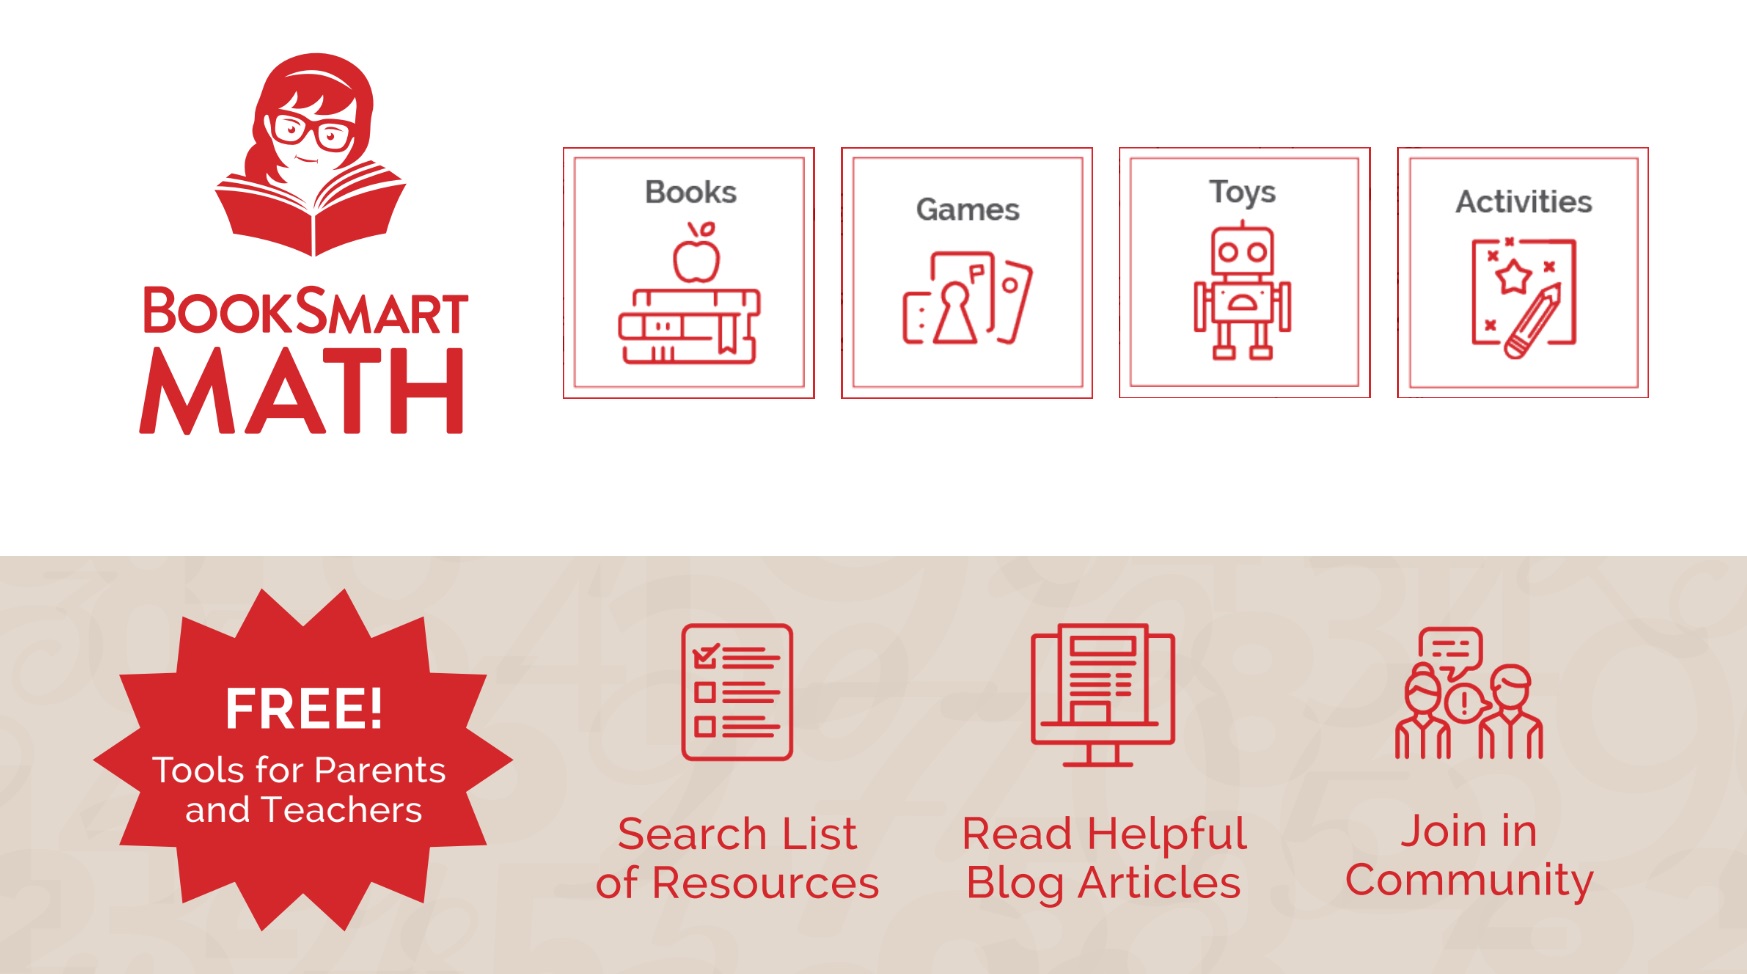 BOOKSMART
MATH
Books
Games
Toys
Activities
FREE!
Tools for Parents
and Teachers
Search List
of Resources
Read Helpful
Blog Articles
Join in
Community